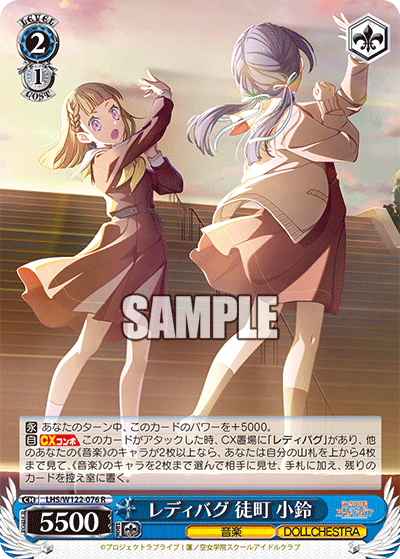 LEVEL
2
1
COST
SAMPLE
永 あなたのターン中、このカードのパワーを＋5000。
自 CXコンボ このカードがアタックした時、CX置場に「レディバグ」があり、他
のあなたの《音楽》のキャラが2枚以上なら、あなたは自分の山札を上から4枚
まで見て、《音楽》のキャラを2枚まで選んで相手に見せ、手札に加え、残りの
カードを控え室に置く。
CH LHS/W122-076 R
5500
レディバグ 徒町 小鈴
音楽
DOLLCHESTRA
©プロジェクトラブライブ！蓮ノ空女学院スクールアイドルクラブ